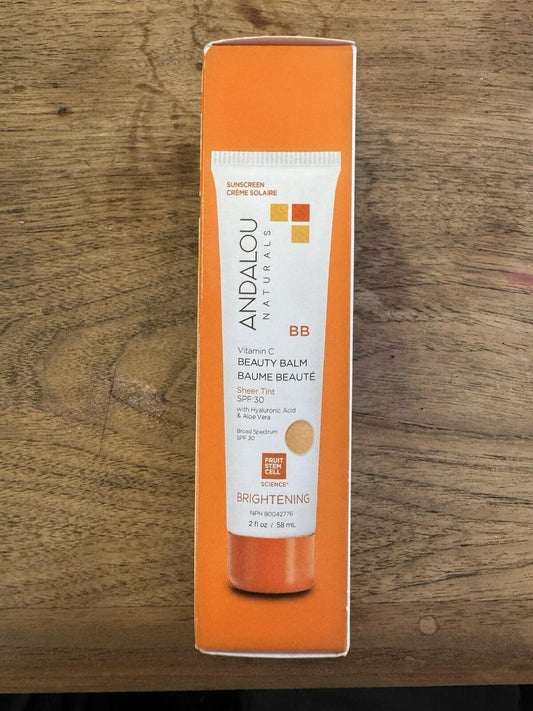 SUNSCREEN
CRÈME SOLAIRE
ANDALOU
NATURALS
BB
Vitamin C
BEAUTY BALM
BAUME BEAUTÉ
Sheer Tint
SPF 30
with Hyaluronic Acid
& Aloe Vera
Broad Spectrum
SPF 30
FRUIT
STEM
CELL
SCIENCE®
BRIGHTENING
NPN 80042776
2 fl oz / 58 mL